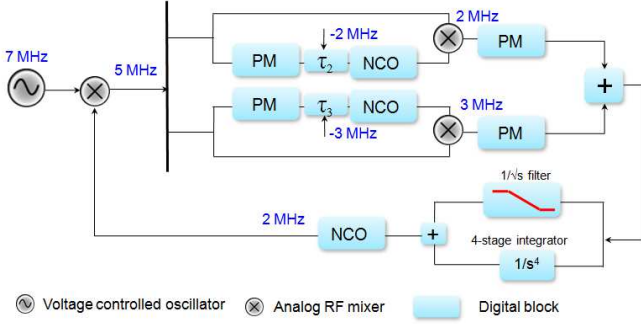 7 MHz
5 MHz
-2 MHz
2 MHz
PM
τ2
NCO
PM
PM
τ3
NCO
3 MHz
PM
-3 MHz
+
1/√s filter
2 MHz
NCO
+
4-stage integrator
1/s⁴
Voltage controlled oscillator
Analog RF mixer
Digital block